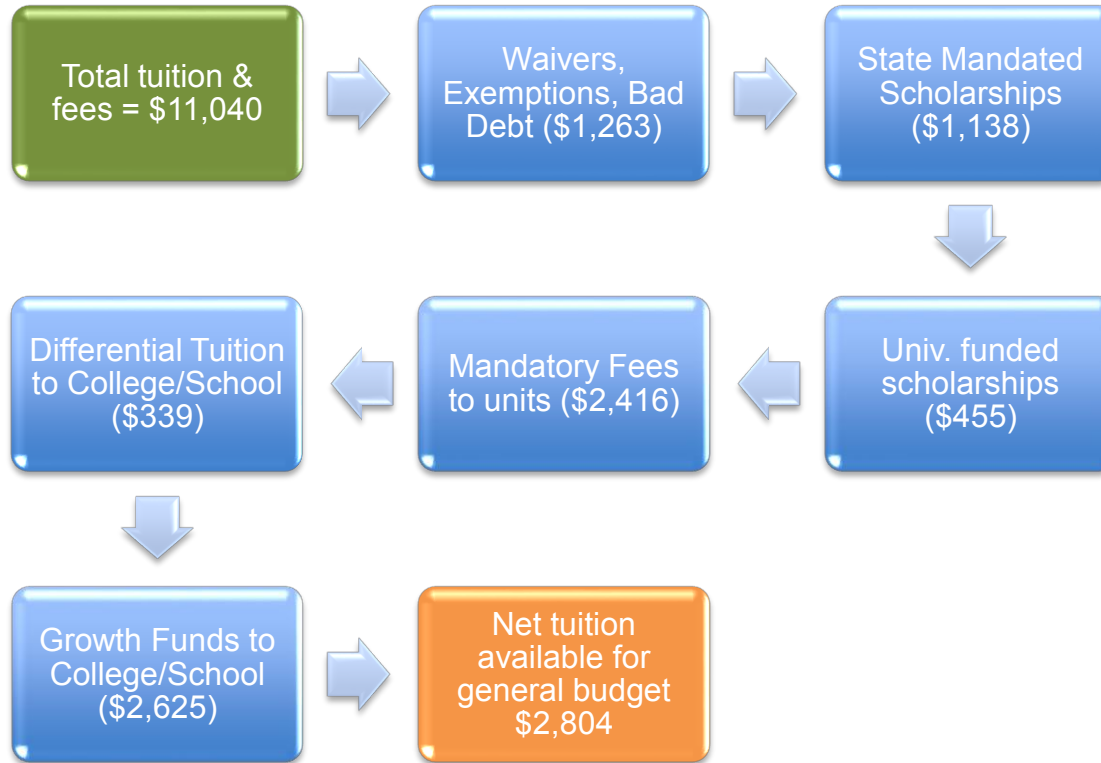 Total tuition &
fees = $11,040
Waivers,
Exemptions, Bad
Debt ($1,263)
State Mandated
Scholarships
($1,138)
Univ. funded
scholarships
($455)
Mandatory Fees
to units ($2,416)
Differential Tuition
to College/School
($339)
Growth Funds to
College/School
($2,625)
Net tuition
available for
general budget
$2,804